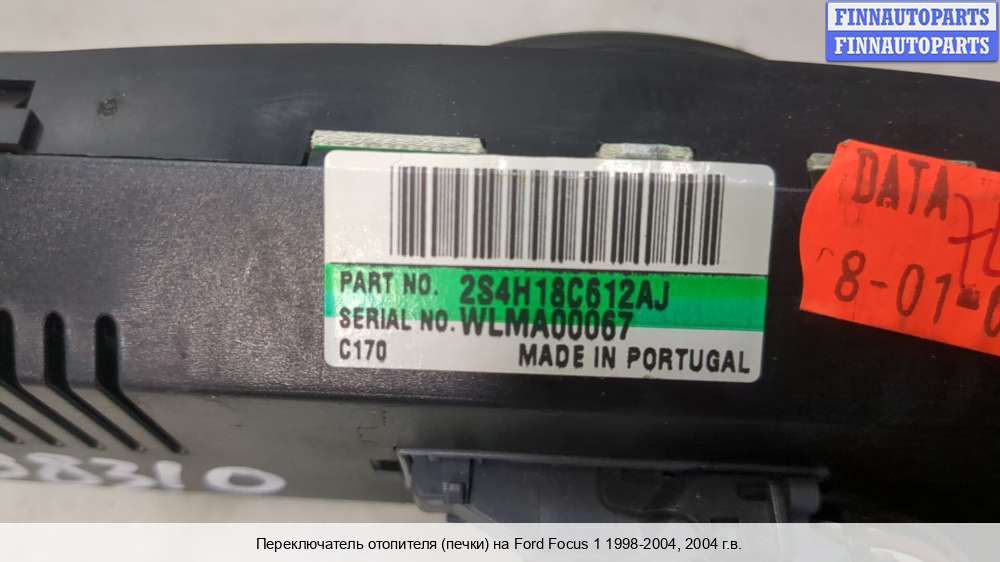 FINNAUTOPARTS
FINNAUTOPARTS
DATA
8-01-
PART NO. 2S4H18C612AJ
SERIAL NO. WLMA00067
C170 MADE IN PORTUGAL
8310
Переключатель отопителя (печки) на Ford Focus 1 1998-2004, 2004 г.в.